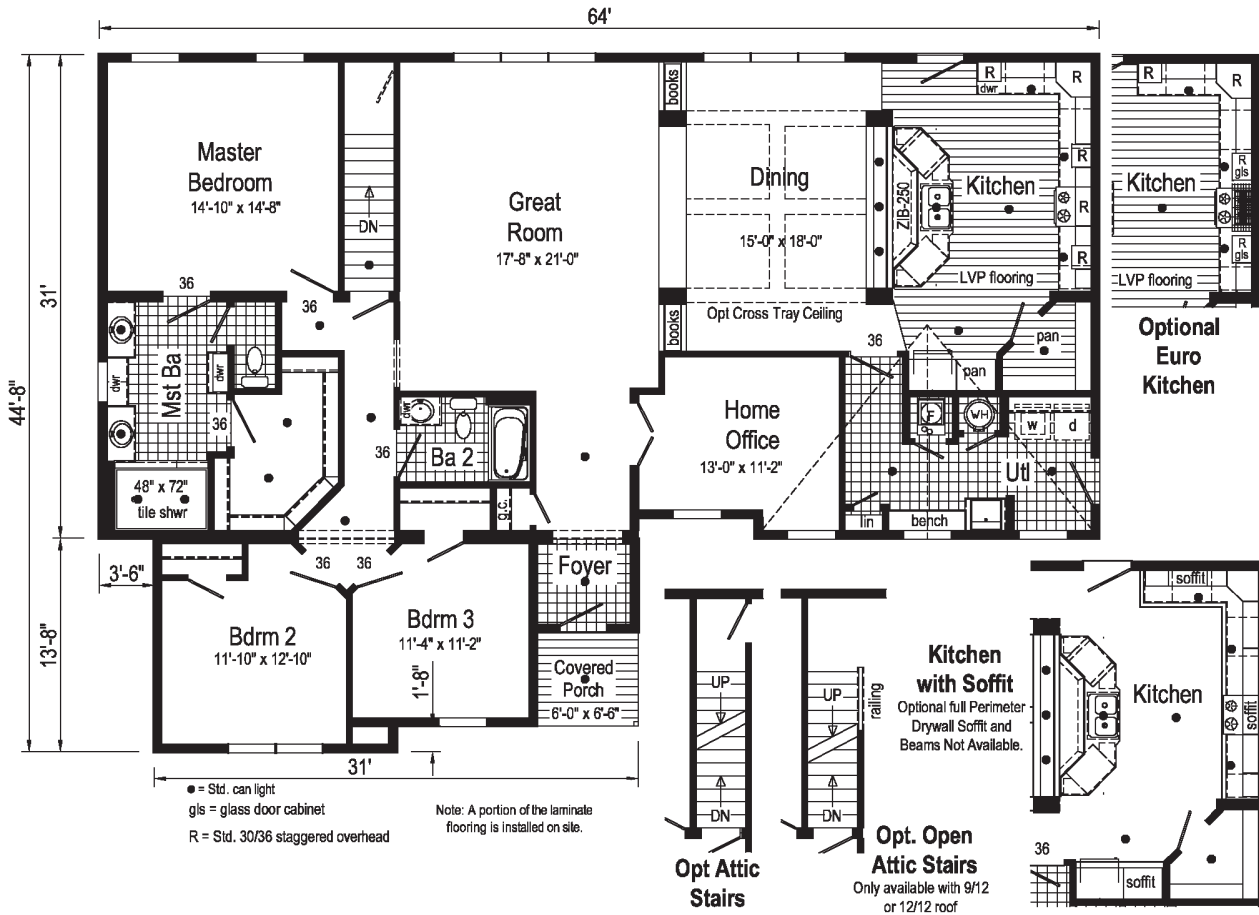 64'
44'-8"
31'
13'-8"
3'-6"
31'
1'-8"
Master
Bedroom
14'-10" x 14'-8"
DN
Great
Room
17'-8" x 21'-0"
books
books
Dining
15'-0" x 18'-0"
Opt Cross Tray Ceiling
ZIB-250
R
dwr
R
R
R
R
Kitchen
LVP flooring
pan
pan
R
R
R
gls
R
gls
Kitchen
LVP flooring
Optional
Euro
Kitchen
36
36
36
36
36
36
36
dwr
dwr
Mst Ba
48" x 72"
tile shwr
dwr
Ba 2
g.c.
Home
Office
13'-0" x 11'-2"
F
WH
w
d
Utl
lin
bench
Foyer
Bdrm 2
11'-10" x 12'-10"
Bdrm 3
11'-4" x 11'-2"
Covered
Porch
6'-0" x 6'-6"
● = Std. can light
gls = glass door cabinet
R = Std. 30/36 staggered overhead
Note: A portion of the laminate
flooring is installed on site.
UP
DN
Opt Attic
Stairs
UP
DN
railing
Opt. Open
Attic Stairs
Only available with 9/12
or 12/12 roof
Kitchen
with Soffit
Optional full Perimeter
Drywall Soffit and
Beams Not Available.
soffit
Kitchen
soffit
36
soffit